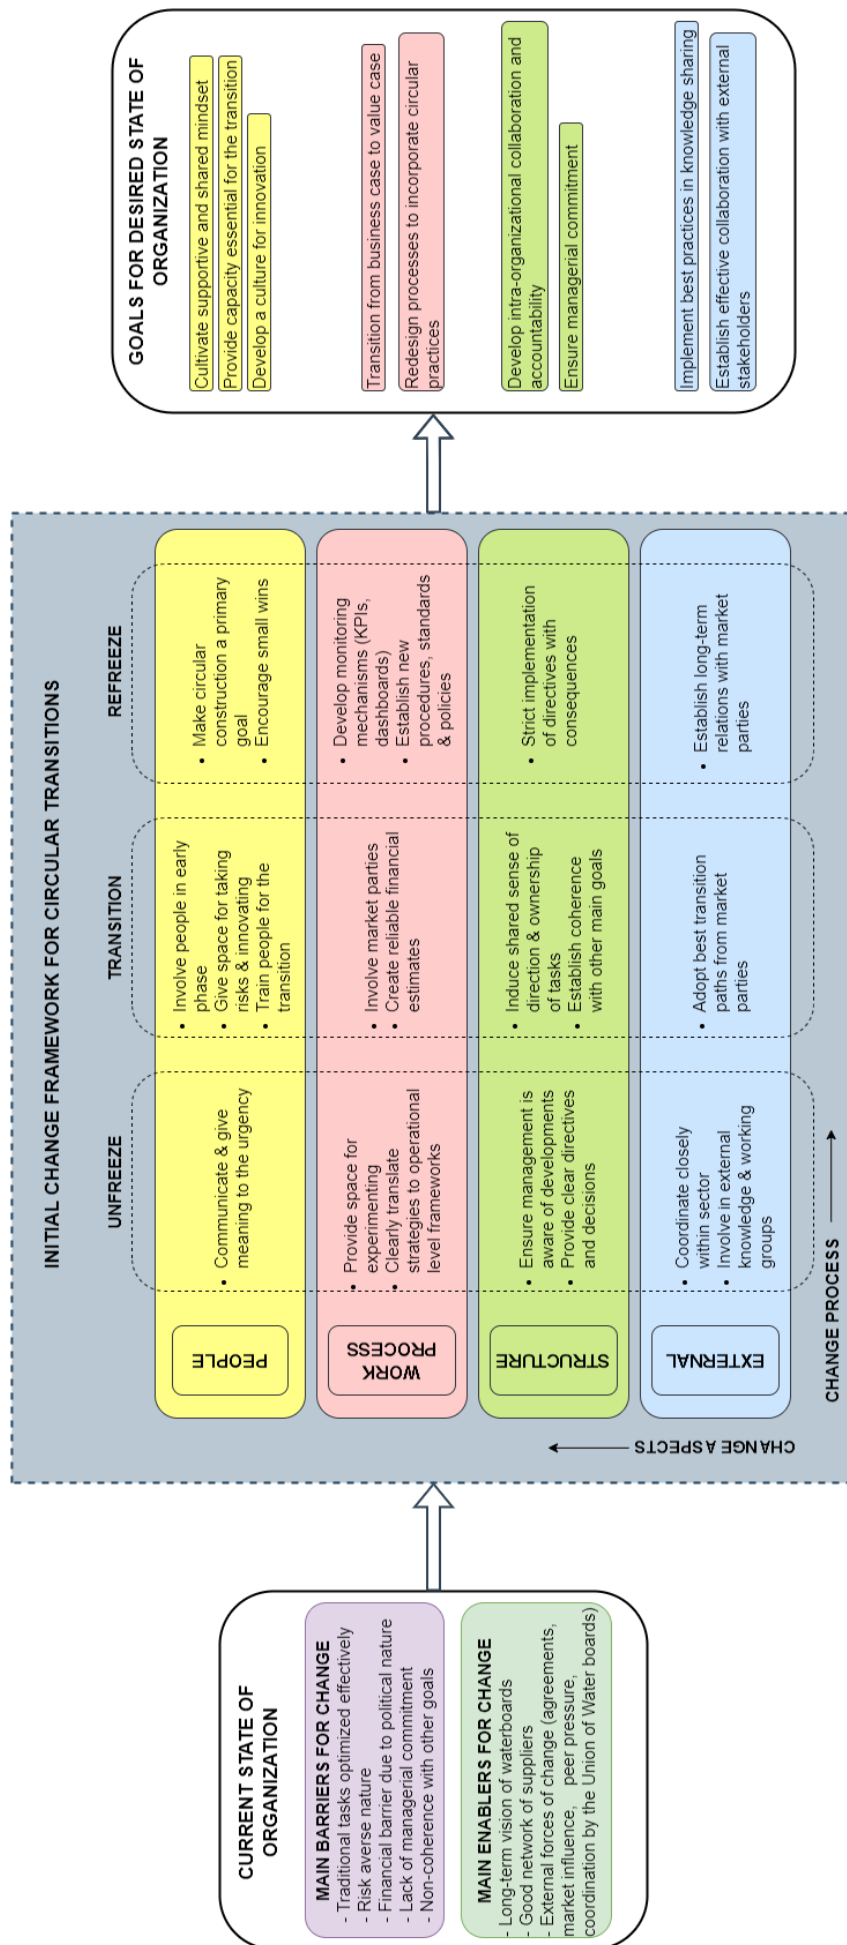 CURRENT STATE OF
ORGANIZATION
MAIN BARRIERS FOR CHANGE
- Traditional tasks optimized effectively
- Risk averse nature
- Financial barrier due to political nature
- Lack of managerial commitment
- Non-coherence with other goals
MAIN ENABLERS FOR CHANGE
- Long-term vision of waterboards
- Good network of suppliers
- External forces of change (agreements,
market influence, peer pressure,
coordination by the Union of Water boards)
INITIAL CHANGE FRAMEWORK FOR CIRCULAR TRANSITIONS
UNFREEZE
TRANSITION
REFREEZE
PEOPLE
• Communicate & give
meaning to the urgency
• Involve people in early
phase
• Give space for taking
risks & innovating
• Train people for the
transition
• Make circular
construction a primary
goal
• Encourage small wins
WORK
PROCESS
• Provide space for
experimenting
• Clearly translate
strategies to operational
level frameworks
• Involve market parties
• Create reliable financial
estimates
• Develop monitoring
mechanisms (KPIs,
dashboards)
• Establish new
procedures, standards
& policies
STRUCTURE
• Ensure management is
aware of developments
• Provide clear directives
and decisions
• Induce shared sense of
direction & ownership
of tasks
• Establish coherence
with other main goals
• Strict implementation
of directives with
consequences
EXTERNAL
• Coordinate closely
within sector
• Involve in external
knowledge & working
groups
• Adopt best transition
paths from market
parties
• Establish long-term
relations with market
parties
CHANGE ASPECTS
CHANGE PROCESS
GOALS FOR DESIRED STATE OF
ORGANIZATION
Cultivate supportive and shared mindset
Provide capacity essential for the transition
Develop a culture for innovation
Transition from business case to value case
Redesign processes to incorporate circular
practices
Develop intra-organizational collaboration and
accountability
Ensure managerial commitment
Implement best practices in knowledge sharing
Establish effective collaboration with external
stakeholders